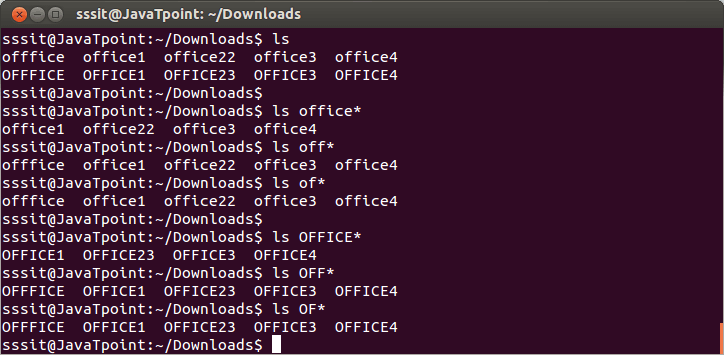 sssit@JavaTpoint: ~/Downloads
sssit@JavaTpoint:~/Downloads$ ls
offfice  office1  office22  office3  office4
OFFFICE  OFFICE1  OFFICE23  OFFICE3  OFFICE4
sssit@JavaTpoint:~/Downloads$
sssit@JavaTpoint:~/Downloads$ ls office*
office1  office22  office3  office4
sssit@JavaTpoint:~/Downloads$ ls off*
offfice  office1  office22  office3  office4
sssit@JavaTpoint:~/Downloads$ ls of*
offfice  office1  office22  office3  office4
sssit@JavaTpoint:~/Downloads$
sssit@JavaTpoint:~/Downloads$ ls OFFICE*
OFFICE1  OFFICE23  OFFICE3  OFFICE4
sssit@JavaTpoint:~/Downloads$ ls OFF*
OFFFICE  OFFICE1  OFFICE23  OFFICE3  OFFICE4
sssit@JavaTpoint:~/Downloads$ ls OF*
OFFFICE  OFFICE1  OFFICE23  OFFICE3  OFFICE4
sssit@JavaTpoint:~/Downloads$